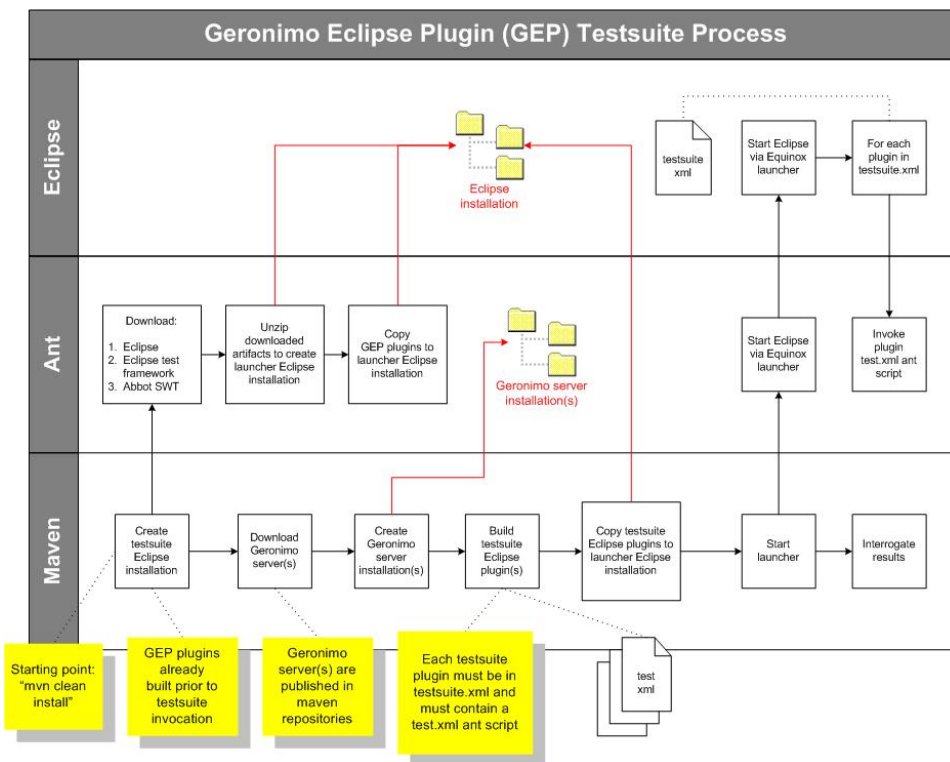 Geronimo Eclipse Plugin (GEP) Testsuite Process
Eclipse
Eclipse
installation
testsuite
xml
Start Eclipse
via Equinox
launcher
For each
plugin in
testsuite.xml
Ant
Download:
1. Eclipse
2. Eclipse test
framework
3. Abbot SWT
Unzip
downloaded
artifacts to create
launcher Eclipse
installation
Copy
GEP plugins to
launcher Eclipse
installation
Geronimo server
installation(s)
Start Eclipse
via Equinox
launcher
Invoke
plugin
test.xml ant
script
Maven
Create
testsuite
Eclipse
installation
Download
Geronimo
server(s)
Create
Geronimo
server
installation(s)
Build
testsuite
Eclipse
plugin(s)
Copy testsuite
Eclipse plugins to
launcher Eclipse
installation
Start
launcher
Interrogate
results
Starting point:
“mvn clean
install”
GEP plugins
already
built prior to
testsuite
invocation
Geronimo
server(s) are
published in
maven
repositories
Each testsuite
plugin must be in
testsuite.xml and
must contain a
test.xml ant script
test
xml